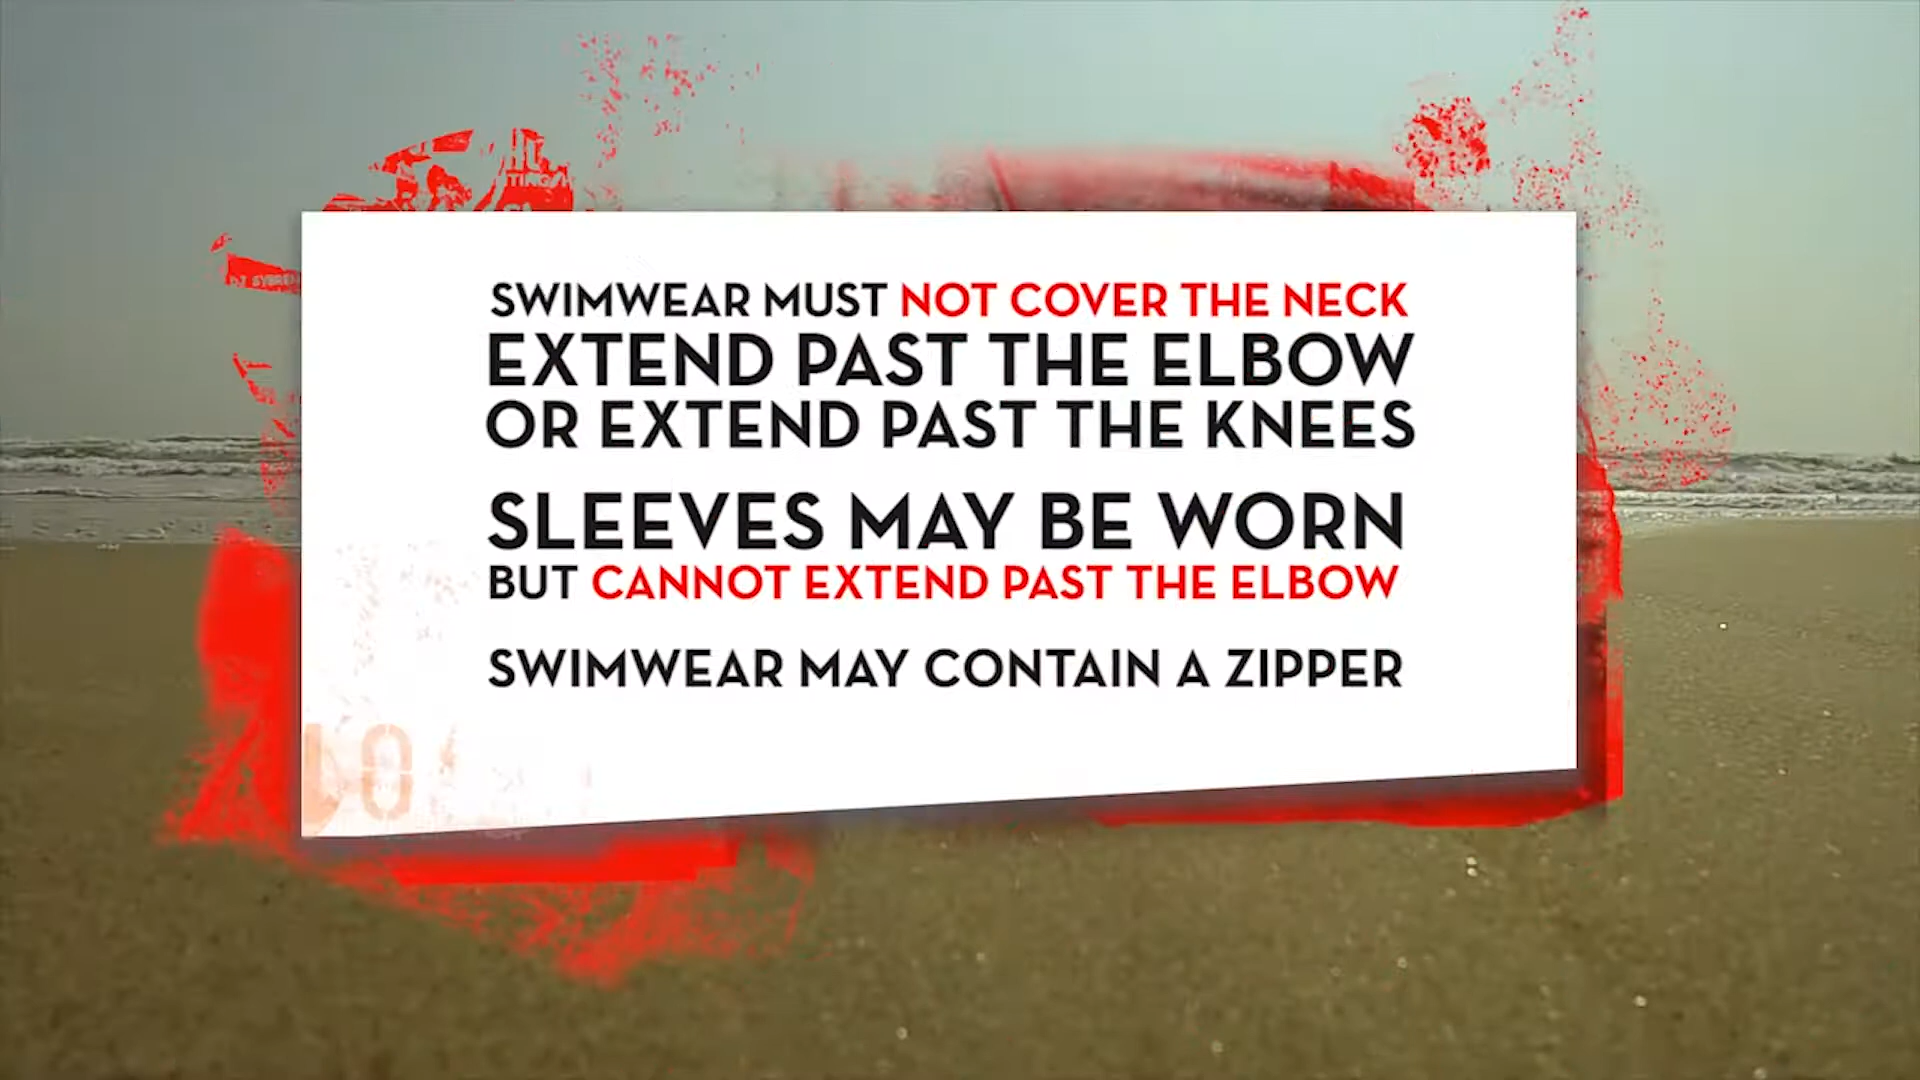 SWIMWEAR MUST NOT COVER THE NECK
EXTEND PAST THE ELBOW
OR EXTEND PAST THE KNEES
SLEEVES MAY BE WORN
BUT CANNOT EXTEND PAST THE ELBOW
SWIMWEAR MAY CONTAIN A ZIPPER